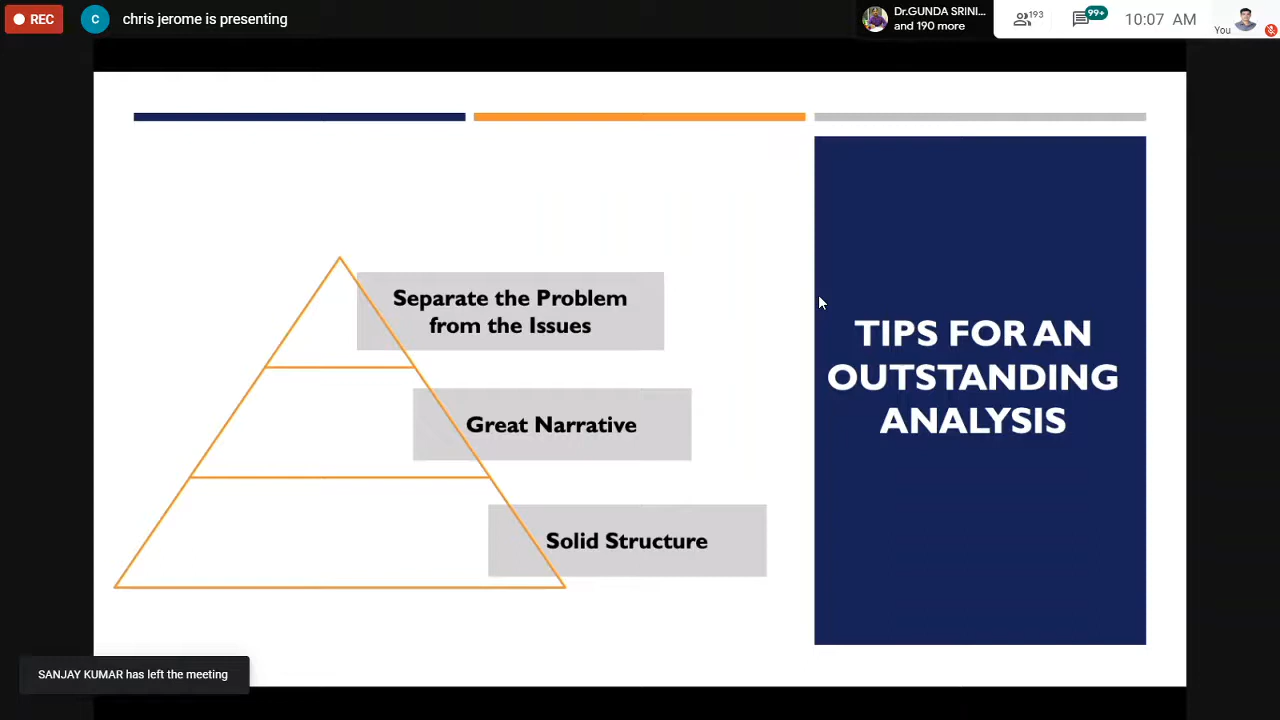 REC
C
chris jerome is presenting
Dr.GUNDA SRINI...
and 190 more
193
99+
10:07 AM
You
Separate the Problem
from the Issues
Great Narrative
Solid Structure
TIPS FOR AN
OUTSTANDING
ANALYSIS
SANJAY KUMAR has left the meeting